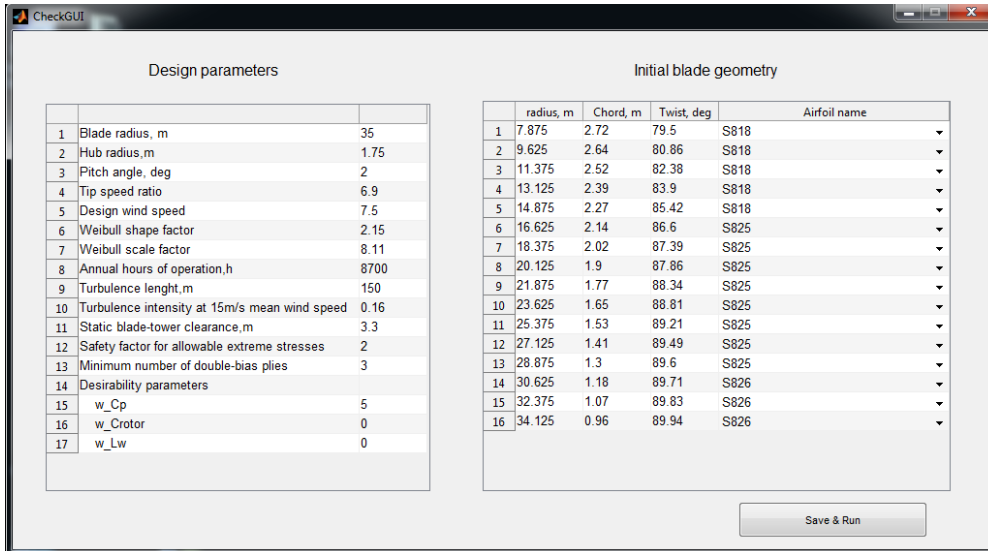 CheckGUI
Design parameters
1 Blade radius, m 35
2 Hub radius,m 1.75
3 Pitch angle, deg 2
4 Tip speed ratio 6.9
5 Design wind speed 7.5
6 Weibull shape factor 2.15
7 Weibull scale factor 8.11
8 Annual hours of operation,h 8700
9 Turbulence lenght,m 150
10 Turbulence intensity at 15m/s mean wind speed 0.16
11 Static blade-tower clearance,m 3.3
12 Safety factor for allowable extreme stresses 2
13 Minimum number of double-bias plies 3
14 Desirability parameters
15 w_Cp 5
16 w_Crotor 0
17 w_Lw 0
Initial blade geometry
radius, m Chord, m Twist, deg Airfoil name
1 7.875 2.72 79.5 S818
2 9.625 2.64 80.86 S818
3 11.375 2.52 82.38 S818
4 13.125 2.39 83.9 S818
5 14.875 2.27 85.42 S818
6 16.625 2.14 86.6 S825
7 18.375 2.02 87.39 S825
8 20.125 1.9 87.86 S825
9 21.875 1.77 88.34 S825
10 23.625 1.65 88.81 S825
11 25.375 1.53 89.21 S825
12 27.125 1.41 89.49 S825
13 28.875 1.3 89.6 S825
14 30.625 1.18 89.71 S826
15 32.375 1.07 89.83 S826
16 34.125 0.96 89.94 S826
Save & Run